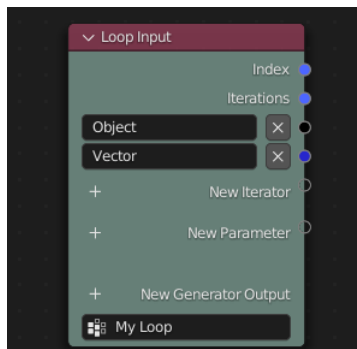 Loop Input
Index
Iterations
Object
Vector
New Iterator
New Parameter
New Generator Output
My Loop